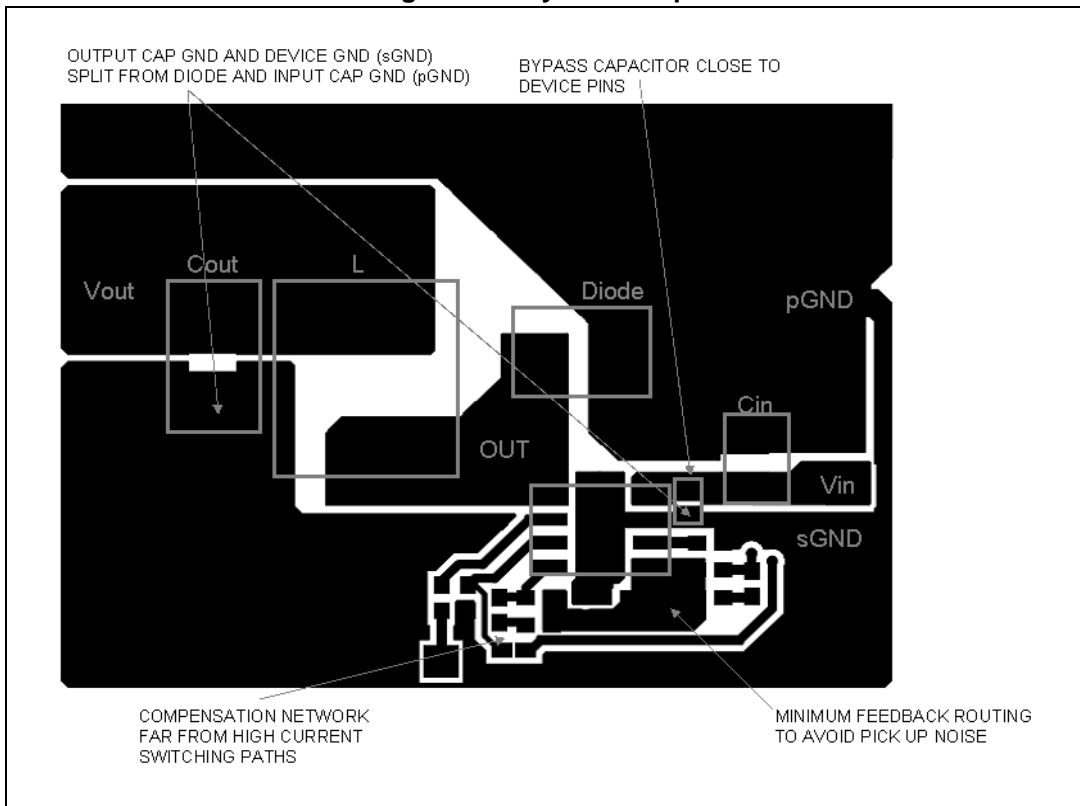 OUTPUT CAP GND AND DEVICE GND (sGND)
SPLIT FROM DIODE AND INPUT CAP GND (pGND)
BYPASS CAPACITOR CLOSE TO
DEVICE PINS
Cout
L
Vout
Diode
pGND
Cin
OUT
Vin
sGND
COMPENSATION NETWORK
FAR FROM HIGH CURRENT
SWITCHING PATHS
MINIMUM FEEDBACK ROUTING
TO AVOID PICK UP NOISE